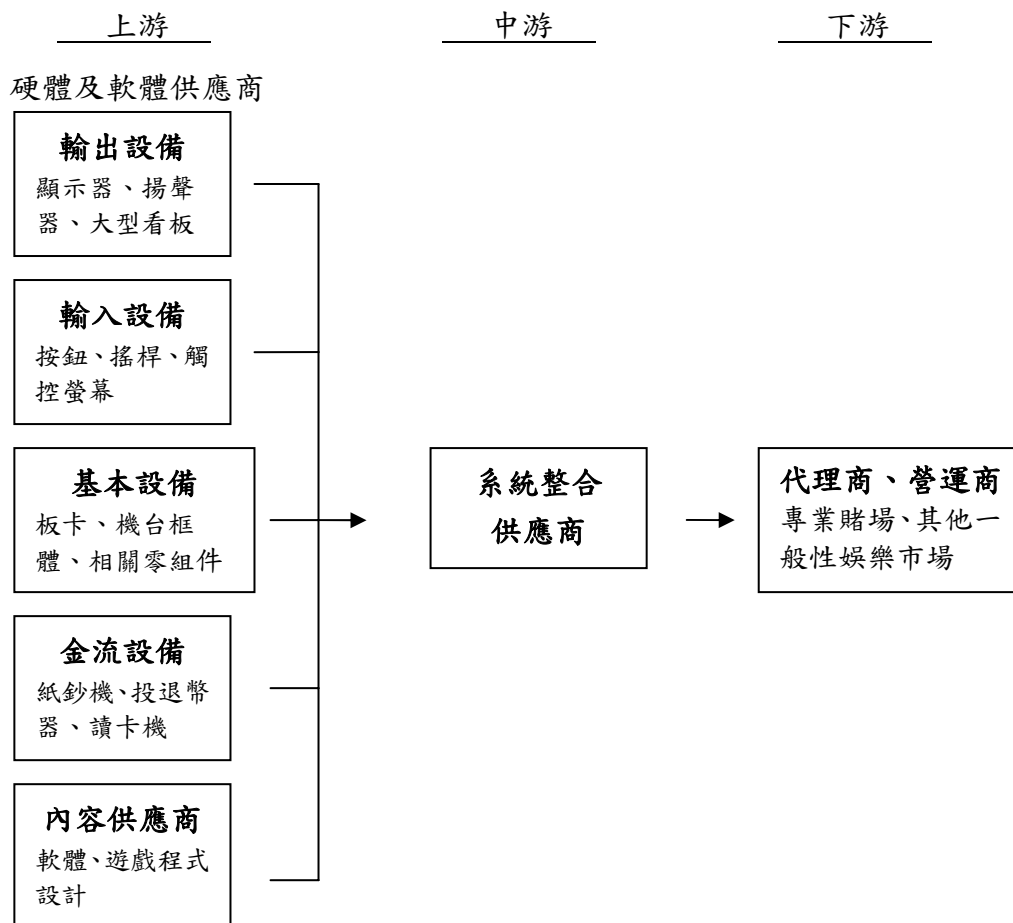 上游
中游
下游
硬體及軟體供應商
輸出設備
顯示器、揚聲
器、大型看板
輸入設備
按鈕、搖桿、觸
控螢幕
基本設備
板卡、機台框
體、相關零組件
金流設備
紙鈔機、投退幣
器、讀卡機
內容供應商
軟體、遊戲程式
設計
系統整合
供應商
代理商、營運商
專業賭場、其他一
般性娛樂市場